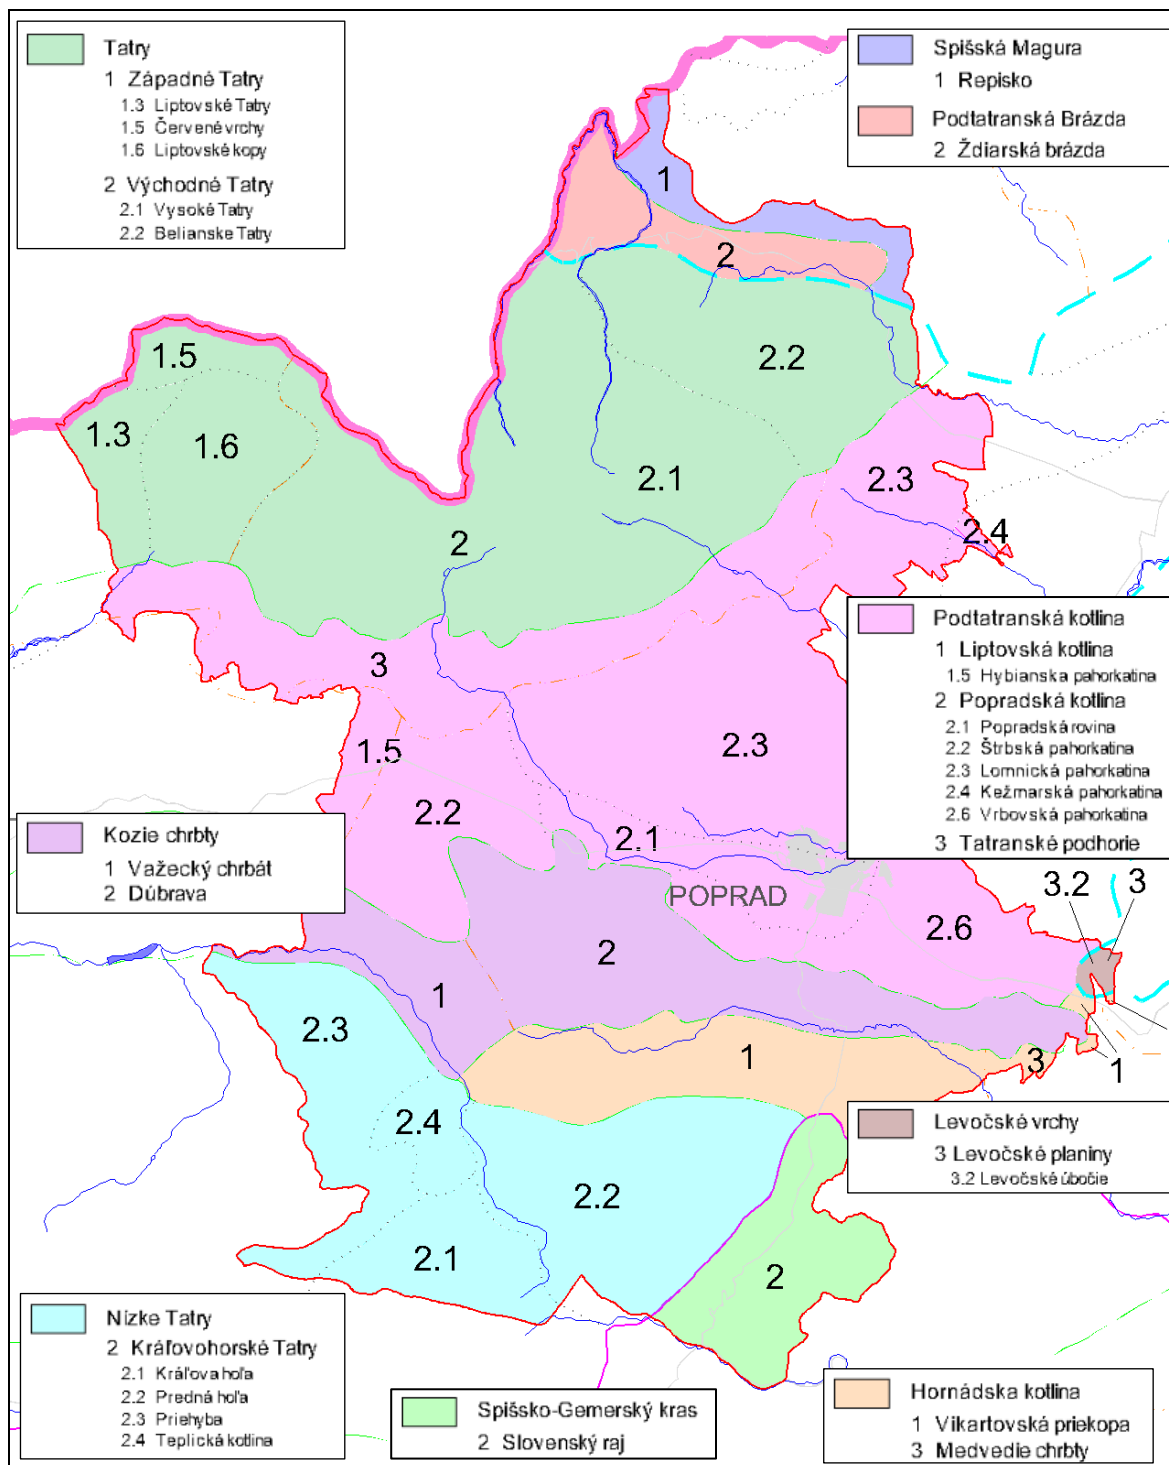 Tatry
1 Západné Tatry
1.3 Liptovské Tatry
1.5 Červené vrchy
1.6 Liptovské kopy
2 Východné Tatry
2.1 Vysoké Tatry
2.2 Belianske Tatry
Spišská Magura
1 Repisko
Podtatranská Brázda
2 Ždiarská brázda
1
2
2.2
1.5
1.3
1.6
2.1
2.3
2
2.4
Podtatranská kotlina
1 Liptovská kotlina
1.5 Hybianska pahorkatina
2 Popradská kotlina
2.1 Popradská rovina
2.2 Štrbská pahorkatina
2.3 Lomnická pahorkatina
2.4 Kežmarská pahorkatina
2.6 Vrbovská pahorkatina
3 Tatranské podhorie
3
1.5
2.3
2.2
2.1
Kozie chrbty
1 Važecký chrbát
2 Dúbrava
POPRAD
3.2
3
2.6
2
1
2.3
1
3
1
2.4
Levočské vrchy
3 Levočské planiny
3.2 Levočské úbočie
2.2
2.1
2
Nízke Tatry
2 Kráľovohorské Tatry
2.1 Kráľova hoľa
2.2 Predná hoľa
2.3 Priehyba
2.4 Teplická kotlina
Spišsko-Gemerský kras
2 Slovenský raj
Hornádska kotlina
1 Vikartovská priekopa
3 Medvedie chrbty